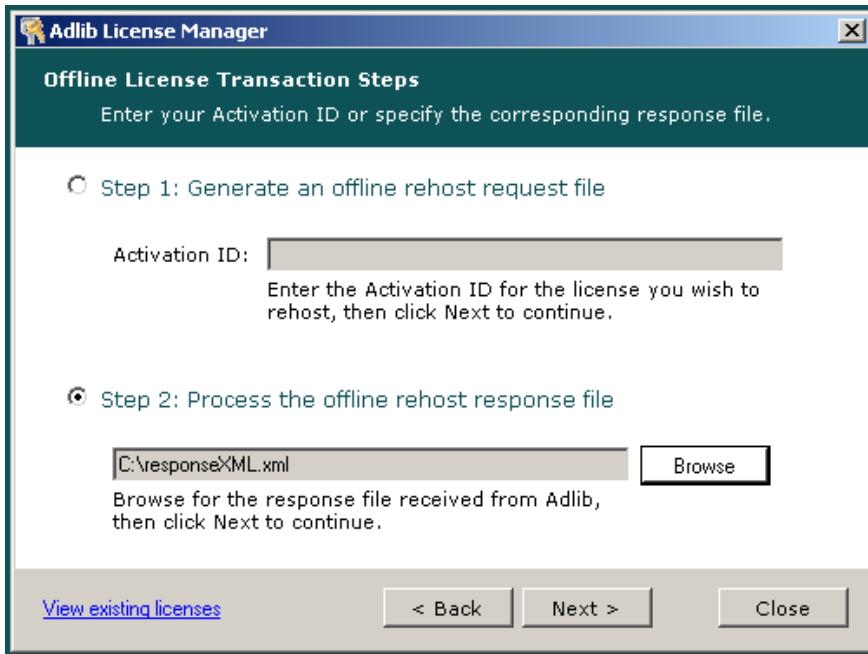 Adlib License Manager
Offline License Transaction Steps
Enter your Activation ID or specify the corresponding response file.
Step 1: Generate an offline rehost request file
Activation ID:
Enter the Activation ID for the license you wish to
rehost, then click Next to continue.
Step 2: Process the offline rehost response file
C:\responseXML.xml
Browse
Browse for the response file received from Adlib,
then click Next to continue.
View existing licenses
< Back
Next >
Close